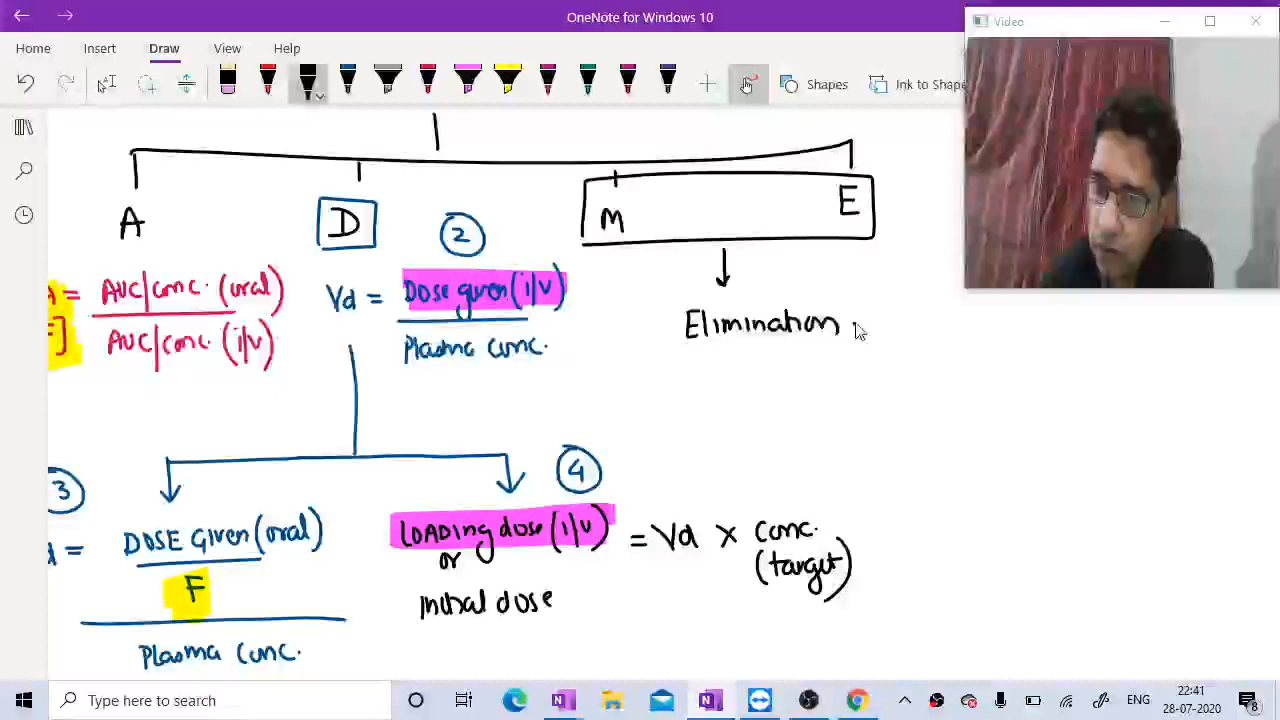 OneNote for Windows 10
Video
Home Insert Draw View Help
Shapes Ink to Shape
A D M E
2
A = AUC/conc. (oral)
F] AUC/conc. (i/v)
Vd = Dose given (i/v)
Plasma conc.
Elimination
3
4
d = DOSE Given (oral)
F
Plasma conc.
LOADing dose (i/v) = Vd x conc.
or (target)
Initial dose
Type here to search
ENG
22:41
28-07-2020
8